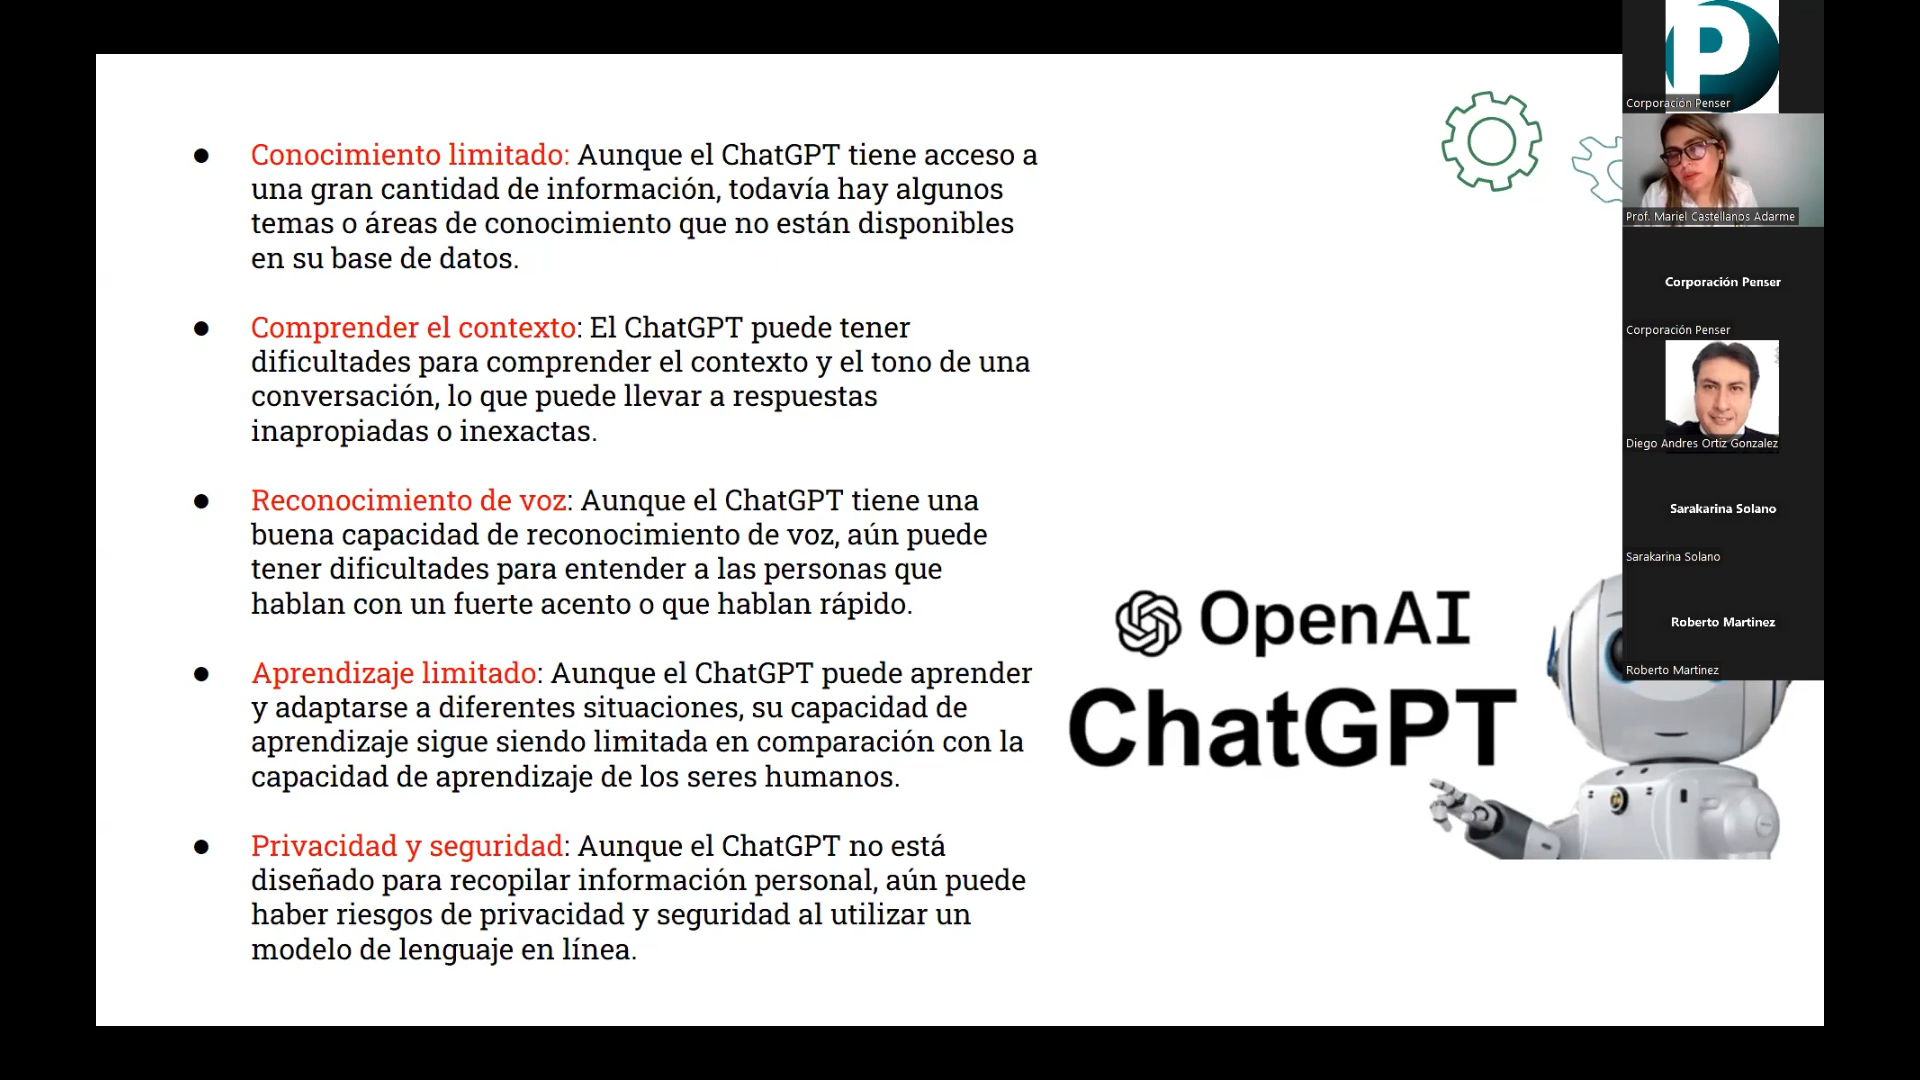 Conocimiento limitado: Aunque el ChatGPT tiene acceso a
una gran cantidad de información, todavía hay algunos
temas o áreas de conocimiento que no están disponibles
en su base de datos.
Comprender el contexto: El ChatGPT puede tener
dificultades para comprender el contexto y el tono de una
conversación, lo que puede llevar a respuestas
inapropiadas o inexactas.
Reconocimiento de voz: Aunque el ChatGPT tiene una
buena capacidad de reconocimiento de voz, aún puede
tener dificultades para entender a las personas que
hablan con un fuerte acento o que hablan rápido.
Aprendizaje limitado: Aunque el ChatGPT puede aprender
y adaptarse a diferentes situaciones, su capacidad de
aprendizaje sigue siendo limitada en comparación con la
capacidad de aprendizaje de los seres humanos.
Privacidad y seguridad: Aunque el ChatGPT no está
diseñado para recopilar información personal, aún puede
haber riesgos de privacidad y seguridad al utilizar un
modelo de lenguaje en línea.
OpenAI
ChatGPT
P
Corporación Penser
Prof. Mariel Castellanos Adarme
Corporación Penser
Corporación Penser
Diego Andres Ortiz Gonzalez
Sarakarina Solano
Sarakarina Solano
Roberto Martinez
Roberto Martinez